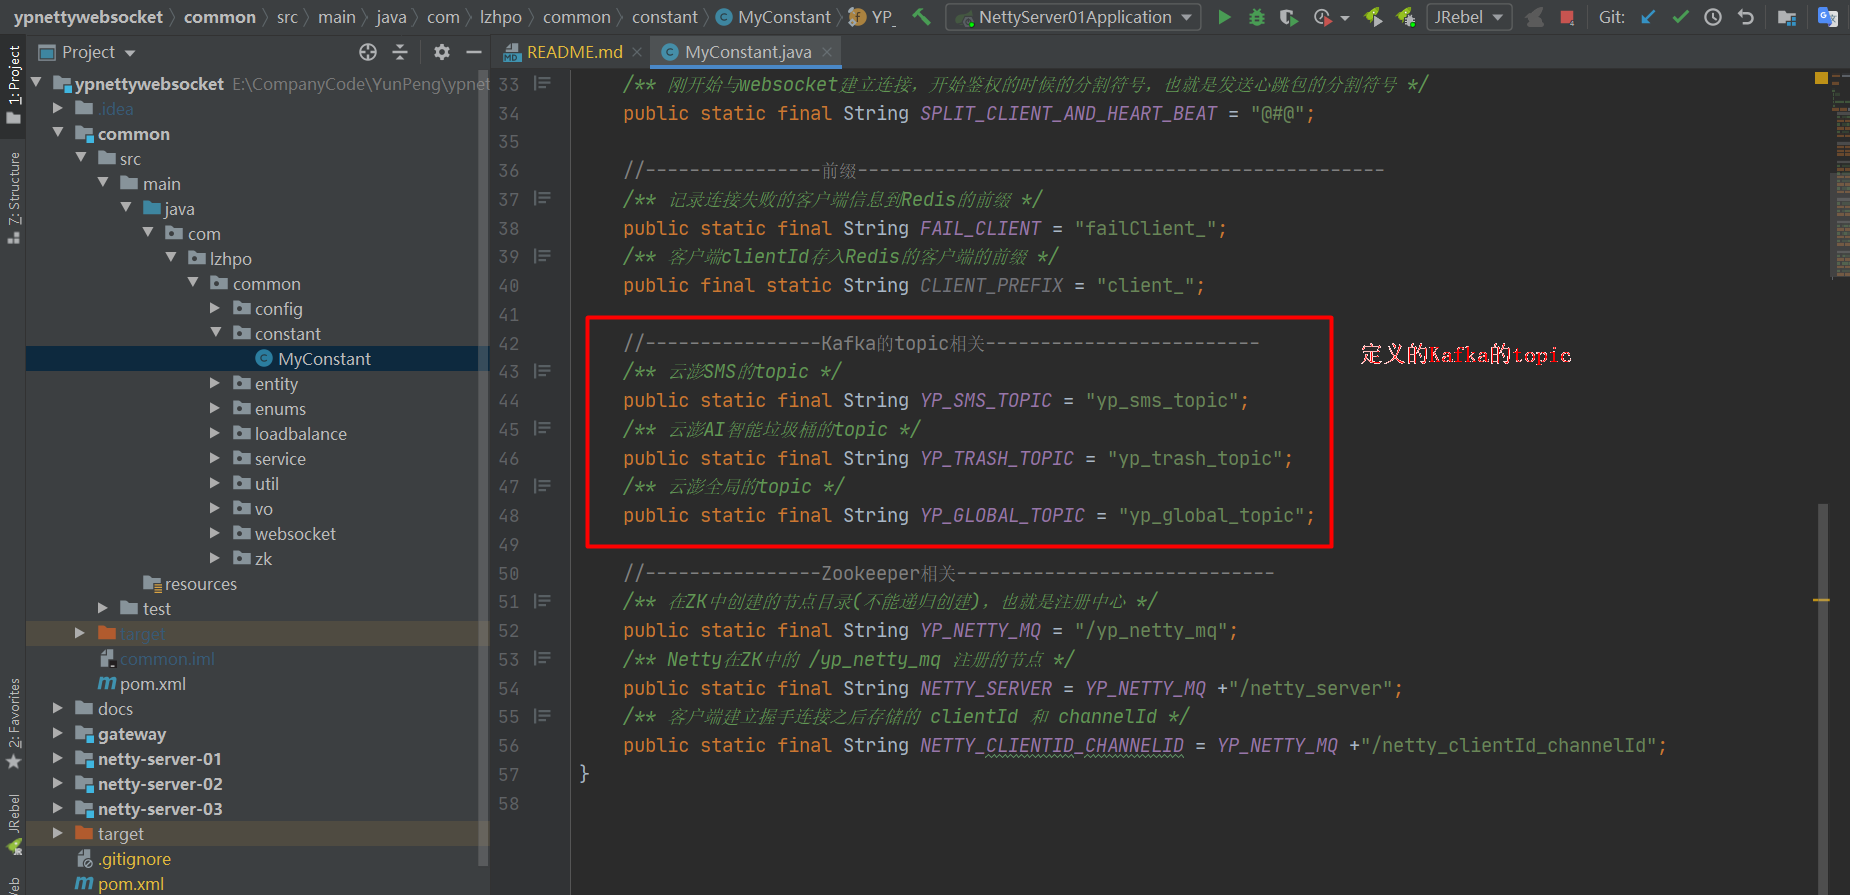 ypnettywebsocket common src main java com lzhpo common constant MyConstant YP_ NettyServer01Application JRebel Git:
Project README.md MyConstant.java
1: Project
Z: Structure
2: Favorites
JRebel
ypnettywebsocket E:\CompanyCode\YunPeng\ypnet
.idea
common
src
main
java
com
lzhpo
common
config
constant
MyConstant
entity
enums
loadbalance
service
util
vo
websocket
zk
resources
test
target
common.iml
pom.xml
docs
gateway
netty-server-01
netty-server-02
netty-server-03
target
.gitignore
pom.xml
33 /** 刚开始与websocket建立连接，开始鉴权的时候的分割符号，也就是发送心跳包的分割符号 */
34 public static final String SPLIT_CLIENT_AND_HEART_BEAT = "@#@";
35
36 //----------------前缀------------------------------------------------
37 /** 记录连接失败的客户端信息到Redis的前缀 */
38 public static final String FAIL_CLIENT = "failClient_";
39 /** 客户端clientId存入Redis的客户端的前缀 */
40 public final static String CLIENT_PREFIX = "client_";
41
42 //----------------Kafka的topic相关-------------------------
43 /** 云澎SMS的topic */
44 public static final String YP_SMS_TOPIC = "yp_sms_topic";
45 /** 云澎AI智能垃圾桶的topic */
46 public static final String YP_TRASH_TOPIC = "yp_trash_topic";
47 /** 云澎全局的topic */
48 public static final String YP_GLOBAL_TOPIC = "yp_global_topic";
49
50 //----------------Zookeeper相关-----------------------------
51 /** 在ZK中创建的节点目录(不能递归创建)，也就是注册中心 */
52 public static final String YP_NETTY_MQ = "/yp_netty_mq";
53 /** Netty在ZK中的 /yp_netty_mq 注册的节点 */
54 public static final String NETTY_SERVER = YP_NETTY_MQ +"/netty_server";
55 /** 客户端建立握手连接之后存储的 clientId 和 channelId */
56 public static final String NETTY_CLIENTID_CHANNELID = YP_NETTY_MQ +"/netty_clientId_channelId";
57 }
58
定义的Kafka的topic